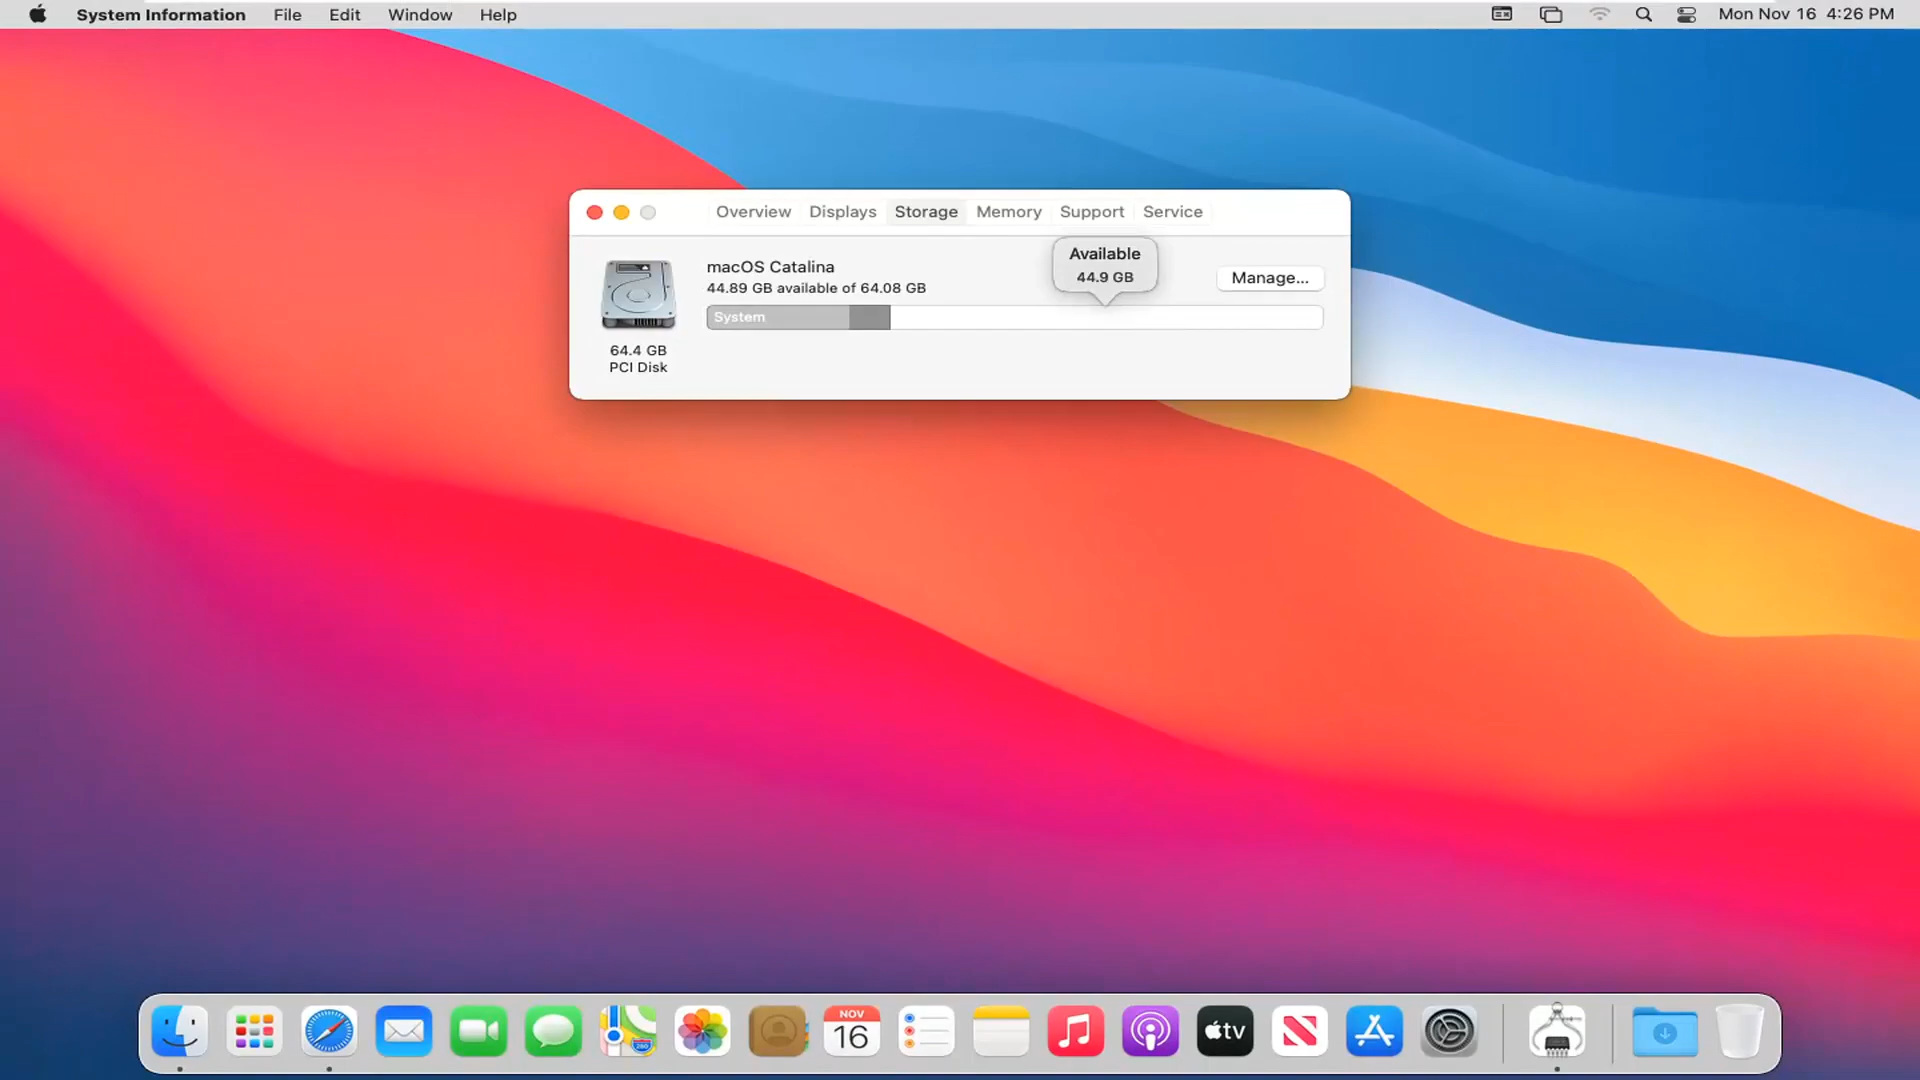 System Information File Edit Window Help Mon Nov 16 4:26 PM
Overview Displays Storage Memory Support Service
Available
44.9 GB
macOS Catalina
44.89 GB available of 64.08 GB
Manage...
System
64.4 GB
PCI Disk
NOV
16
280
tv